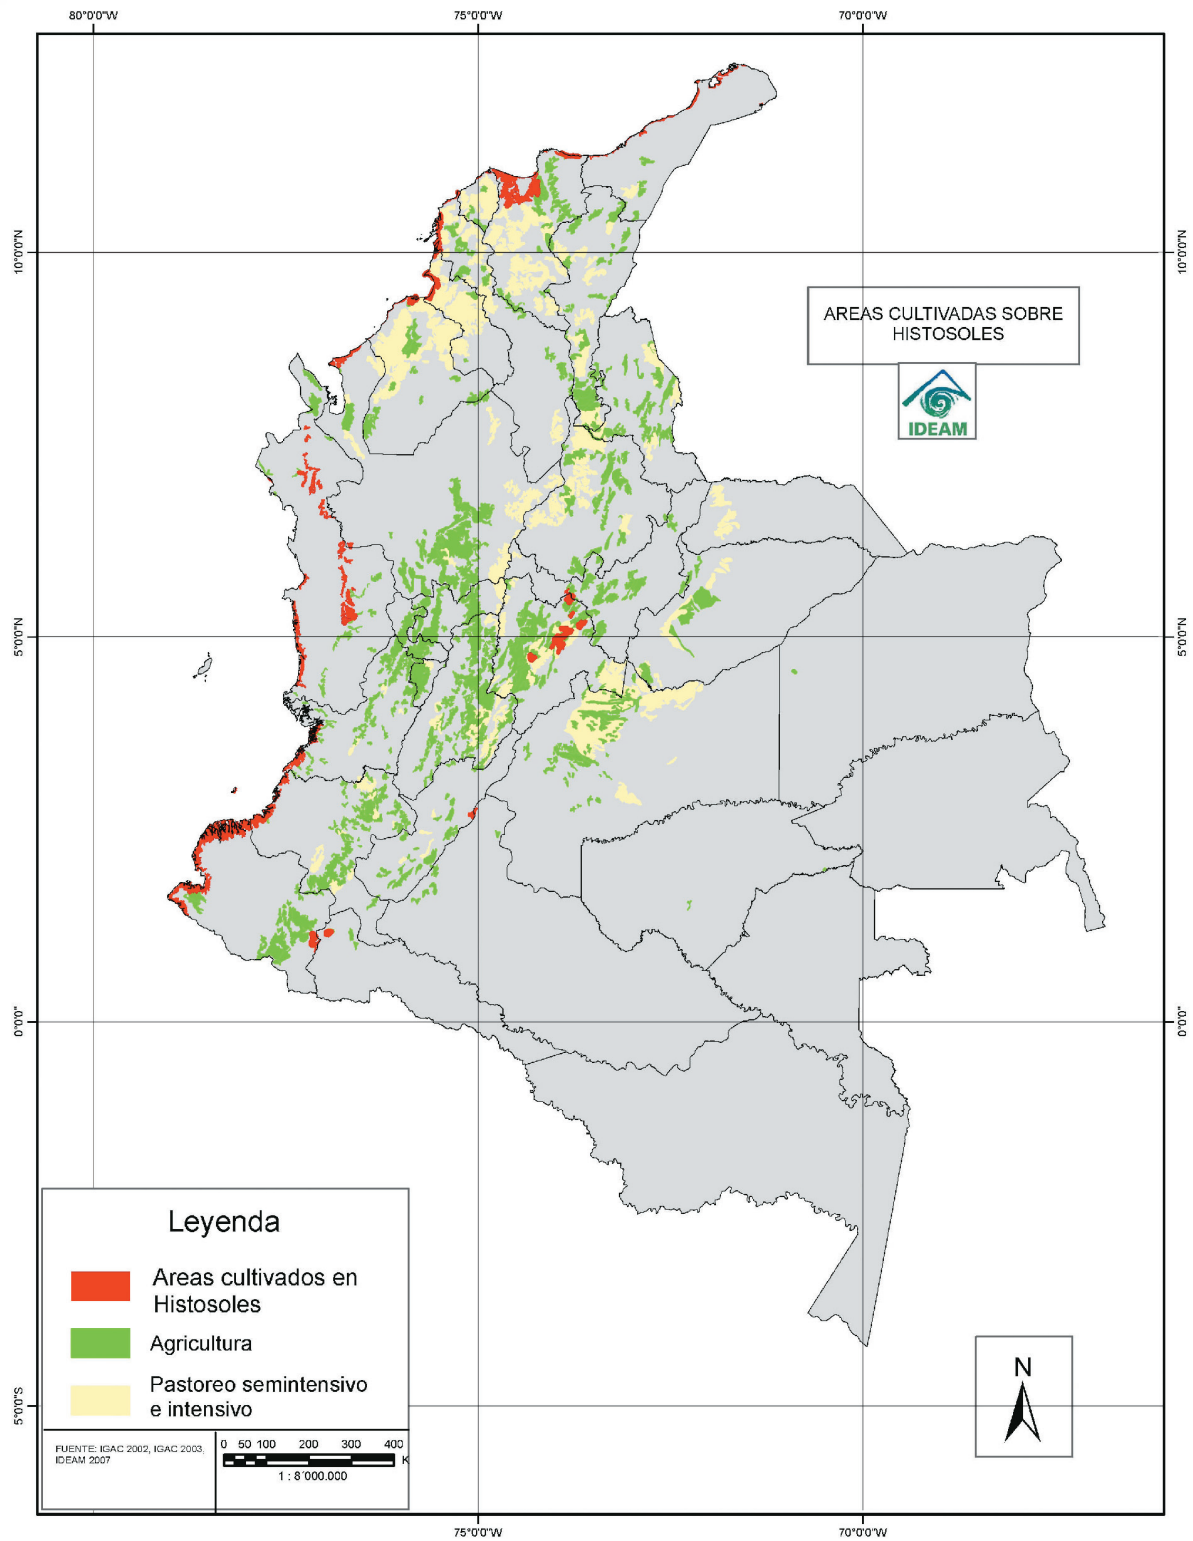 80°0'0"W 75°0'0"W 70°0'0"W
10°0'0"N
10°0'0"N
AREAS CULTIVADAS SOBRE
HISTOSOLES
IDEAM
5°0'0"N
5°0'0"N
0°0'0"
0°0'0"
5°0'0"S
Leyenda
Areas cultivados en
Histosoles
Agricultura
Pastoreo semintensivo
e intensivo
FUENTE: IGAC 2002, IGAC 2003,
IDEAM 2007
0 50 100 200 300 400
K
1 : 8´000.000
N
75°0'0"W 70°0'0"W